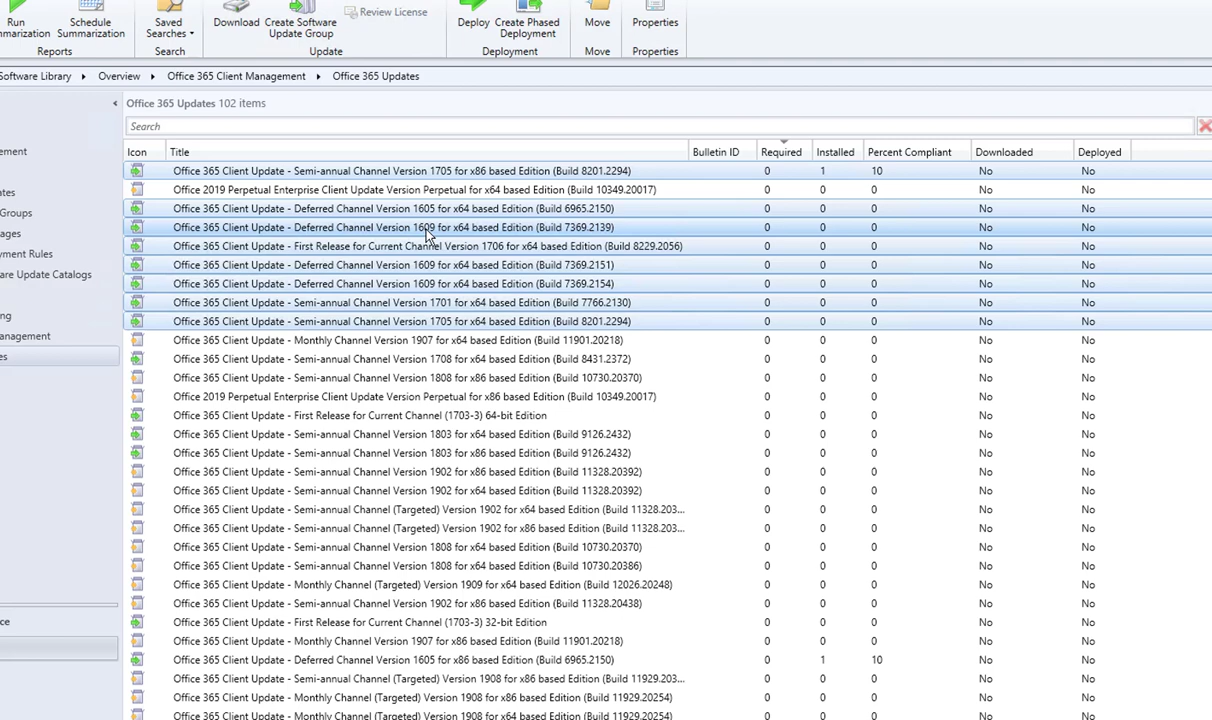 Run Schedule Saved Download Create Software Review License Deploy Create Phased Move Properties
Summarization Searches Update Group Deployment
Reports Search Update Deployment Move Properties
Software Library Overview Office 365 Client Management Office 365 Updates
Office 365 Updates 102 items
Search
Icon Title Bulletin ID Required Installed Percent Compliant Downloaded Deployed
Office 365 Client Update - Semi-annual Channel Version 1705 for x86 based Edition (Build 8201.2294) 0 1 10 No No
Office 2019 Perpetual Enterprise Client Update Version Perpetual for x64 based Edition (Build 10349.20017) 0 0 0 No No
Groups Office 365 Client Update - Deferred Channel Version 1605 for x64 based Edition (Build 6965.2150) 0 0 0 No No
Office 365 Client Update - Deferred Channel Version 1609 for x64 based Edition (Build 7369.2139) 0 0 0 No No
Office 365 Client Update - First Release for Current Channel Version 1706 for x64 based Edition (Build 8229.2056) 0 0 0 No No
Office 365 Client Update - Deferred Channel Version 1609 for x64 based Edition (Build 7369.2151) 0 0 0 No No
Office 365 Client Update - Deferred Channel Version 1609 for x64 based Edition (Build 7369.2154) 0 0 0 No No
Office 365 Client Update - Semi-annual Channel Version 1701 for x64 based Edition (Build 7766.2130) 0 0 0 No No
Office 365 Client Update - Semi-annual Channel Version 1705 for x64 based Edition (Build 8201.2294) 0 0 0 No No
Office 365 Client Update - Monthly Channel Version 1907 for x64 based Edition (Build 11901.20218) 0 0 0 No No
Office 365 Client Update - Semi-annual Channel Version 1708 for x64 based Edition (Build 8431.2372) 0 0 0 No No
Office 365 Client Update - Semi-annual Channel Version 1808 for x86 based Edition (Build 10730.20370) 0 0 0 No No
Office 2019 Perpetual Enterprise Client Update Version Perpetual for x86 based Edition (Build 10349.20017) 0 0 0 No No
Office 365 Client Update - First Release for Current Channel (1703-3) 64-bit Edition 0 0 0 No No
Office 365 Client Update - Semi-annual Channel Version 1803 for x64 based Edition (Build 9126.2432) 0 0 0 No No
Office 365 Client Update - Semi-annual Channel Version 1803 for x86 based Edition (Build 9126.2432) 0 0 0 No No
Office 365 Client Update - Semi-annual Channel Version 1902 for x86 based Edition (Build 11328.20392) 0 0 0 No No
Office 365 Client Update - Semi-annual Channel Version 1902 for x64 based Edition (Build 11328.20392) 0 0 0 No No
Office 365 Client Update - Semi-annual Channel (Targeted) Version 1902 for x64 based Edition (Build 11328.203... 0 0 0 No No
Office 365 Client Update - Semi-annual Channel (Targeted) Version 1902 for x86 based Edition (Build 11328.203... 0 0 0 No No
Office 365 Client Update - Semi-annual Channel Version 1808 for x64 based Edition (Build 10730.20370) 0 0 0 No No
Office 365 Client Update - Semi-annual Channel Version 1808 for x64 based Edition (Build 10730.20386) 0 0 0 No No
Office 365 Client Update - Monthly Channel (Targeted) Version 1909 for x64 based Edition (Build 12026.20248) 0 0 0 No No
Office 365 Client Update - Semi-annual Channel Version 1902 for x86 based Edition (Build 11328.20438) 0 0 0 No No
Office 365 Client Update - First Release for Current Channel (1703-3) 32-bit Edition 0 0 0 No No
Office 365 Client Update - Monthly Channel Version 1907 for x86 based Edition (Build 11901.20218) 0 0 0 No No
Office 365 Client Update - Deferred Channel Version 1605 for x86 based Edition (Build 6965.2150) 0 1 10 No No
Office 365 Client Update - Semi-annual Channel (Targeted) Version 1908 for x64 based Edition (Build 11929.203... 0 0 0 No No
Office 365 Client Update - Monthly Channel (Targeted) Version 1908 for x86 based Edition (Build 11929.20254) 0 0 0 No No
Office 365 Client Update - Monthly Channel (Targeted) Version 1908 for x64 based Edition (Build 11929.20254) 0 0 0 No No